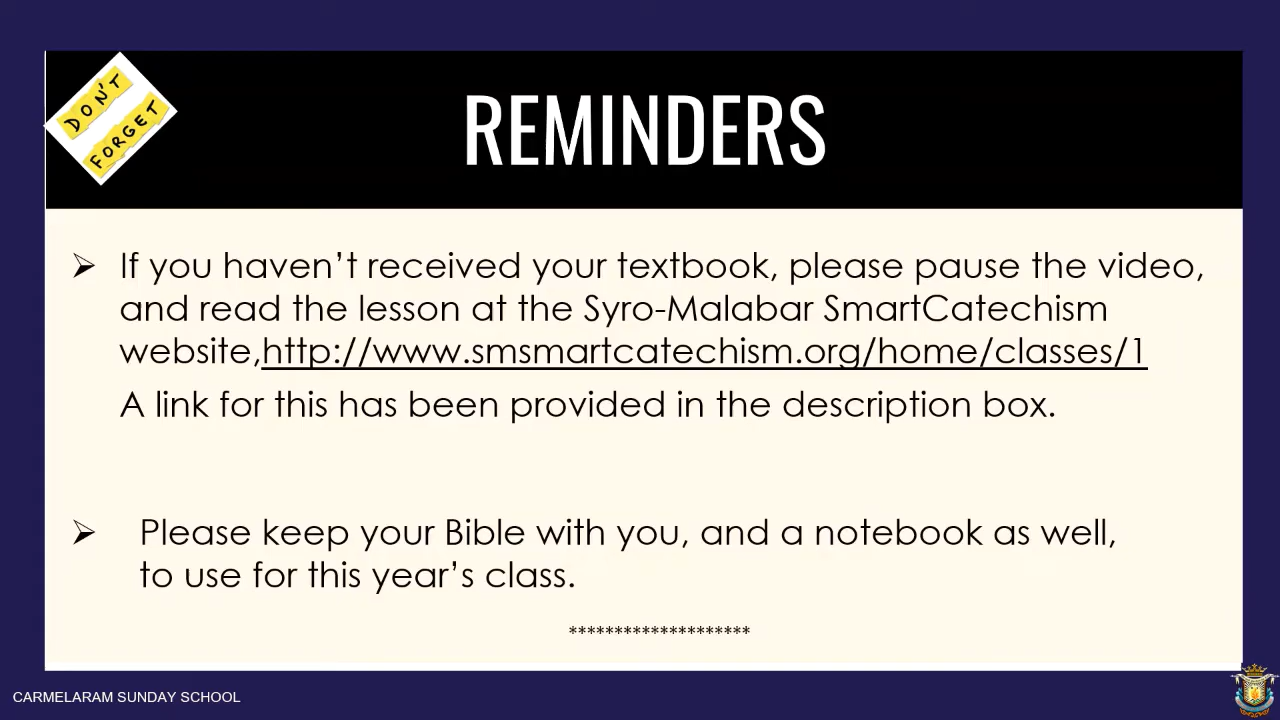 DON'T
FORGET
REMINDERS
➢ If you haven’t received your textbook, please pause the video,
and read the lesson at the Syro-Malabar SmartCatechism
website,http://www.smsmartcatechism.org/home/classes/1
A link for this has been provided in the description box.
➢ Please keep your Bible with you, and a notebook as well,
to use for this year’s class.
********************
CARMELARAM SUNDAY SCHOOL